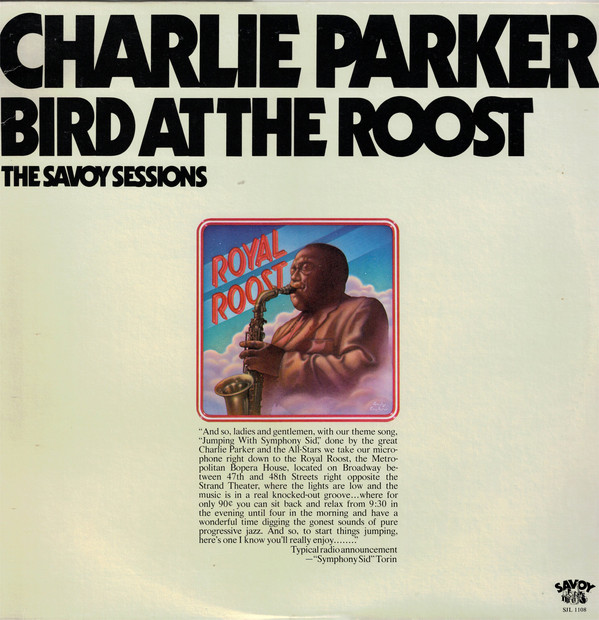 CHARLIE PARKER
BIRD AT THE ROOST
THE SAVOY SESSIONS
ROYAL
ROOST
“And so, ladies and gentlemen, with our theme song,
“Jumping With Symphony Sid,” done by the great
Charlie Parker and the All-Stars we take our micro-
phone right down to the Royal Roost, the Metro-
politan Bopera House, located on Broadway be-
tween 47th and 48th Streets right opposite the
Strand Theater, where the lights are low and the
music is in a real knocked-out groove...where for
only 90¢ you can sit back and relax from 9:30 in
the evening until four in the morning and have a
wonderful time digging the gonest sounds of pure
progressive jazz. And so, to start things jumping,
here’s one I know you’ll really enjoy........”
Typical radio announcement
—“Symphony Sid” Torin
SAVOY
SJL 1108